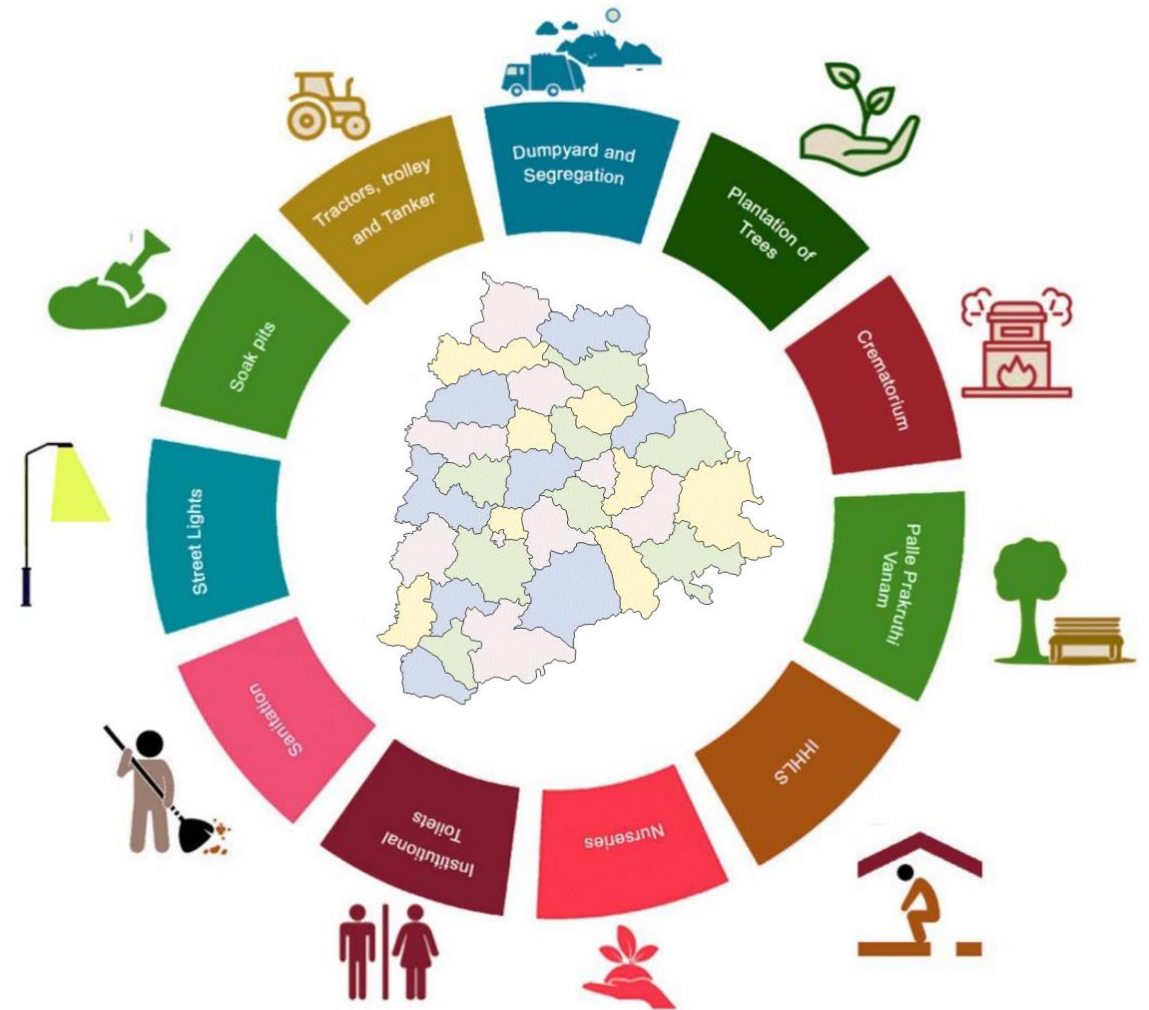 Dumpyard and
Segregation
Plantation of
Trees
Crematorium
Palle Prakruthi
Vanam
IHHLS
Nurseries
Institutional
Toilets
Sanitation
Street Lights
Soak pits
Tractors, trolley
and Tanker